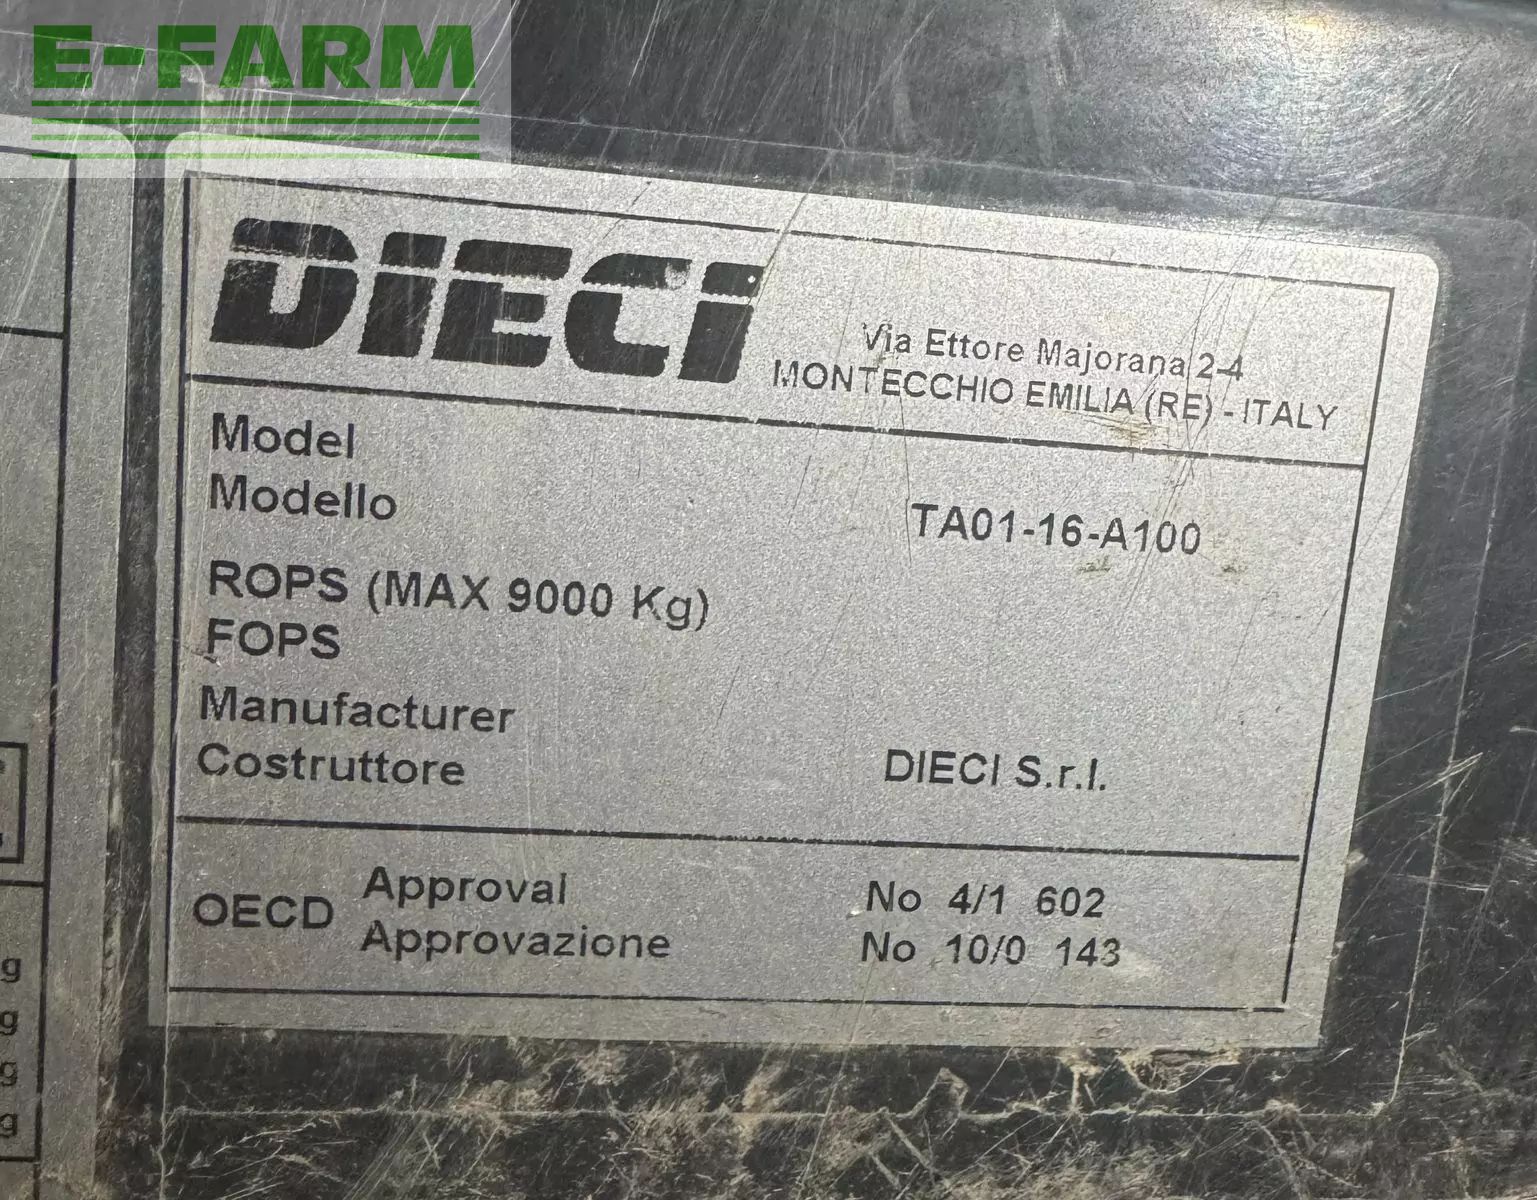 E-FARM
DIECI
Via Ettore Majorana 2-4
MONTECCHIO EMILIA (RE) - ITALY
Model
Modello
TA01-16-A100
ROPS (MAX 9000 Kg)
FOPS
Manufacturer
Costruttore
DIECI S.r.l.
OECD
Approval
No 4/1 602
Approvazione
No 10/0 143
g
g
g
g